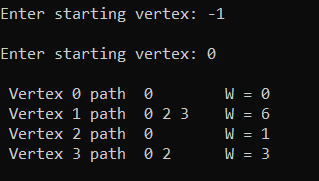 Enter starting vertex: -1
Enter starting vertex: 0
Vertex 0 path 0 W = 0
Vertex 1 path 0 2 3 W = 6
Vertex 2 path 0 W = 1
Vertex 3 path 0 2 W = 3